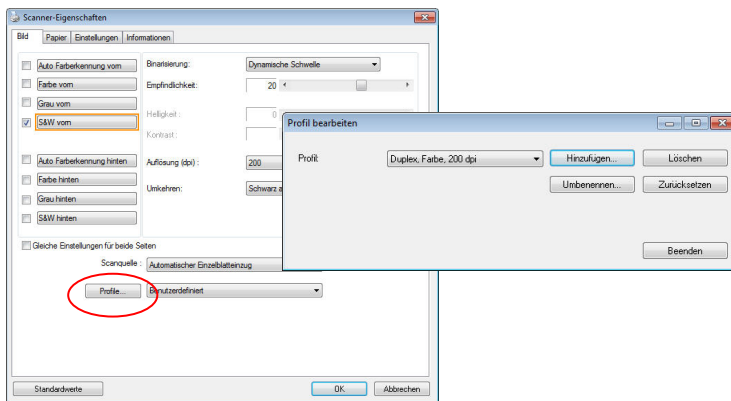 Scanner-Eigenschaften
Bild Papier Einstellungen Informationen
Auto Farberkennung vorn
Farbe vorn
Grau vorn
S&W vorn
Auto Farberkennung hinten
Farbe hinten
Grau hinten
S&W hinten
Binarisierung: Dynamische Schwelle
Empfindlichkeit: 20
Helligkeit: 0
Kontrast:
Auflösung (dpi) : 200
Umkehren: Schwarz
Gleiche Einstellungen für beide Seiten
Scanquelle : Automatischer Einzelblatteinzug
Profile... Benutzerdefiniert
Standardwerte OK Abbrechen
Profil bearbeiten
Profil: Duplex, Farbe, 200 dpi Hinzufügen... Löschen
Umbenennen... Zurücksetzen
Beenden